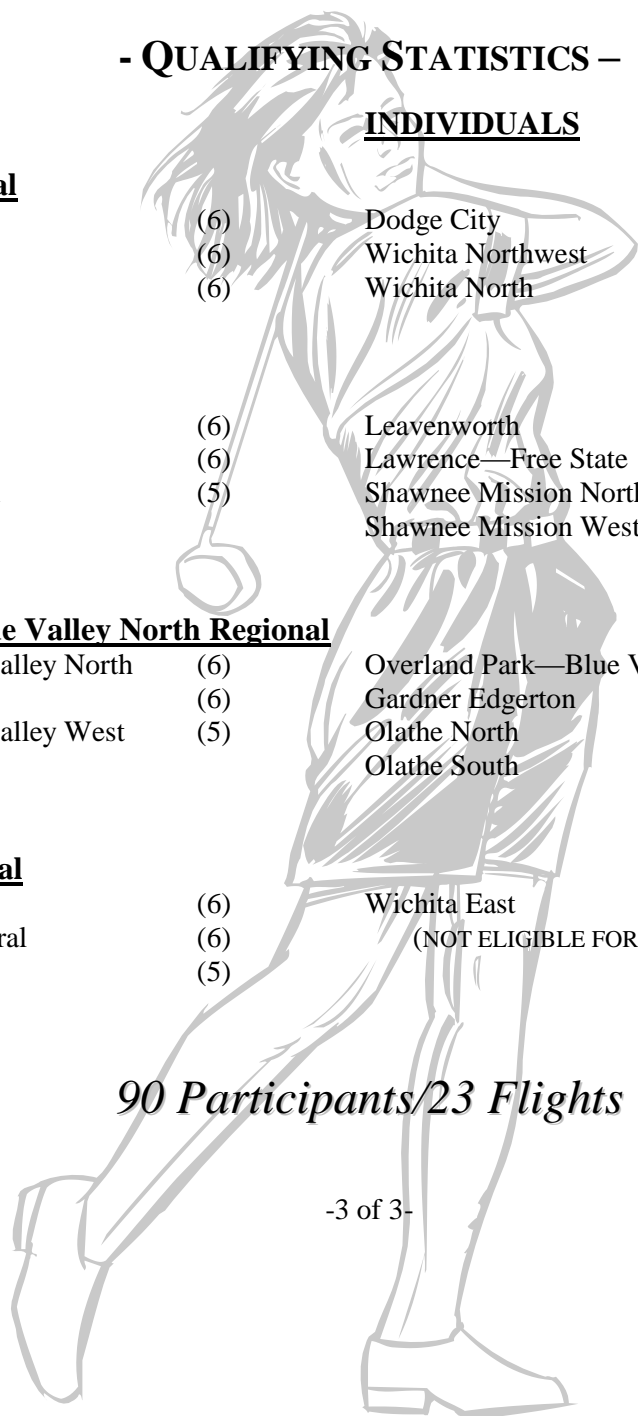 - QUALIFYING STATISTICS –
INDIVIDUALS
(6) Dodge City
(6) Wichita Northwest
(6) Wichita North
(6) Leavenworth
(6) Lawrence—Free State
(5) Shawnee Mission North
Shawnee Mission West
Valley North Regional
alley North (6) Overland Park—Blue V
(6) Gardner Edgerton
alley West (5) Olathe North
Olathe South
(6) Wichita East
(6) (NOT ELIGIBLE FOR
(5)
90 Participants/23 Flights
-3 of 3-